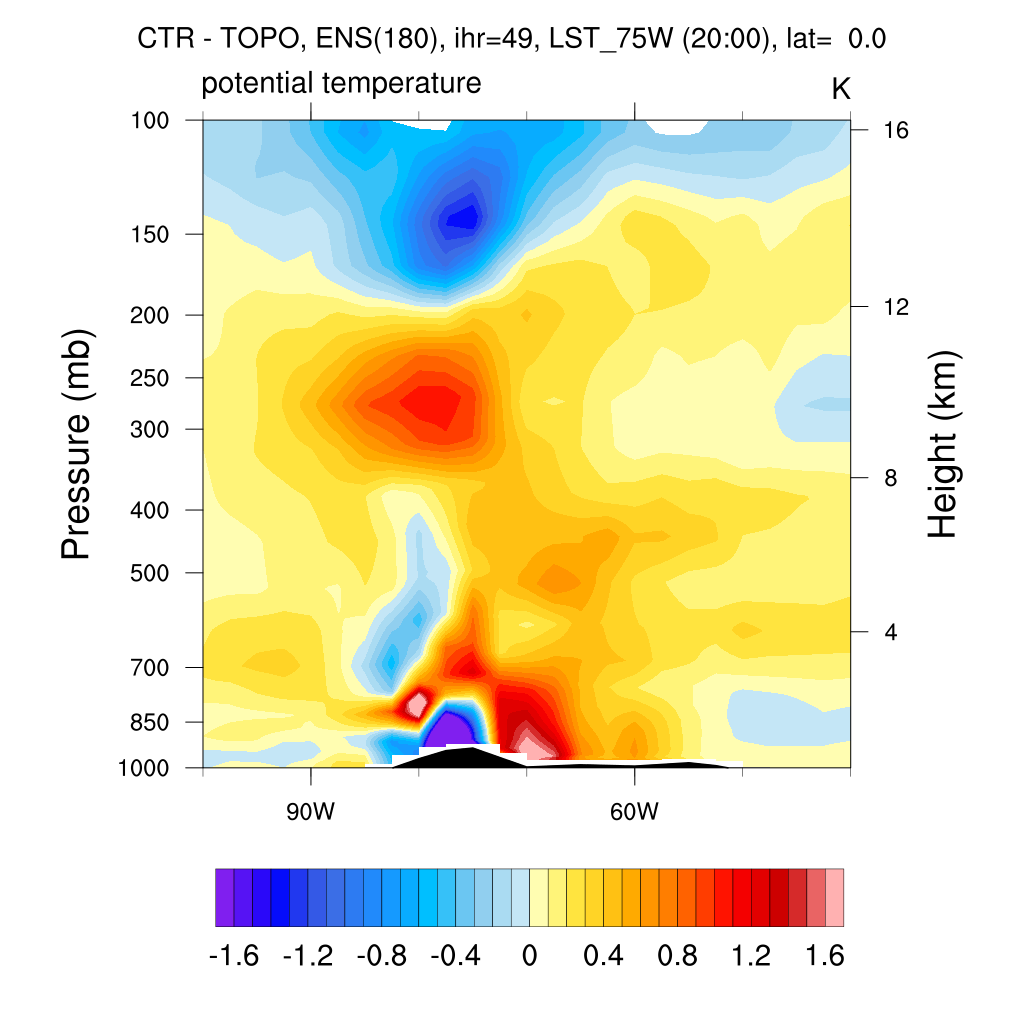 CTR - TOPO, ENS(180), ihr=49, LST_75W (20:00), lat= 0.0
potential temperature K
100
150
200
250
300
400
500
700
850
1000
Pressure (mb)
16
12
8
4
Height (km)
90W 60W
-1.6 -1.2 -0.8 -0.4 0 0.4 0.8 1.2 1.6